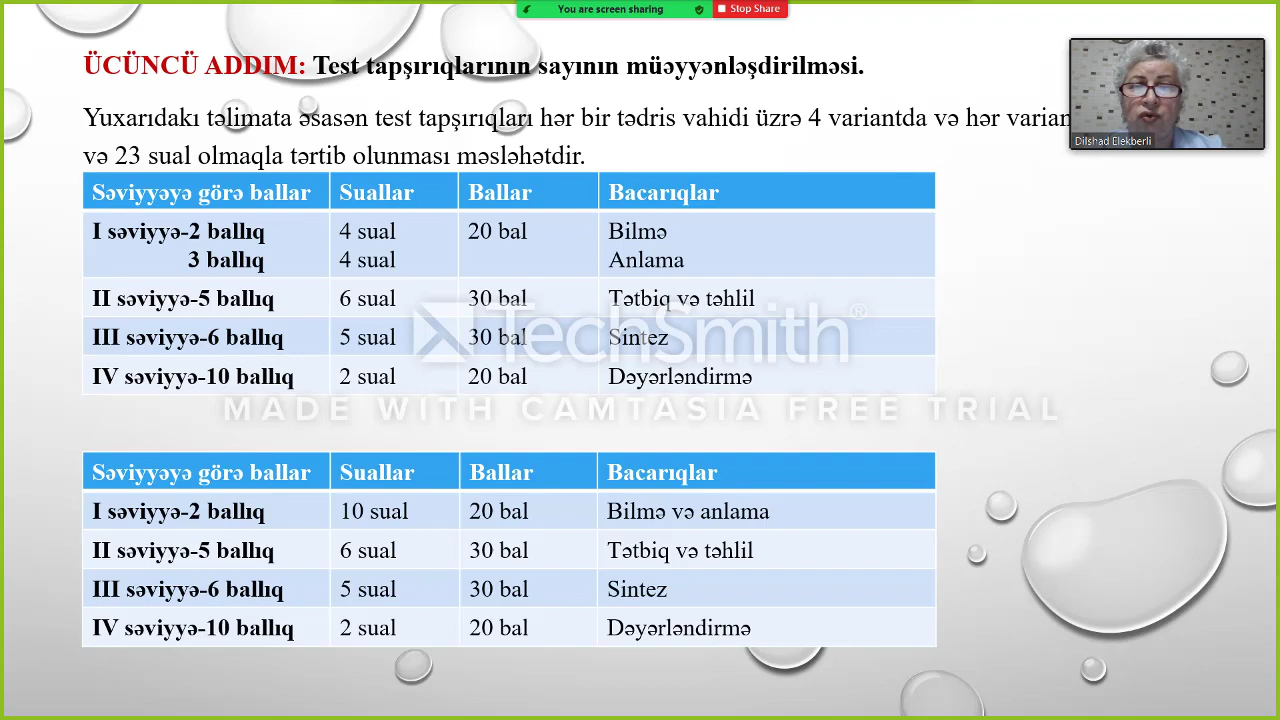 You are screen sharing
Stop Share
ÜCÜNCÜ ADDIM: Test tapşırıqlarının sayının müəyyənləşdirilməsi.
Yuxarıdakı təlimata əsasən test tapşırıqları hər bir tədris vahidi üzrə 4 variantda və hər
və 23 sual olmaqla tərtib olunması məsləhətdir.
Dilshad Elekberli
Səviyyəyə görə ballar Suallar Ballar Bacarıqlar
I səviyyə-2 ballıq 4 sual 20 bal Bilmə
3 ballıq 4 sual Anlama
II səviyyə-5 ballıq 6 sual 30 bal Tətbiq və təhlil
III səviyyə-6 ballıq 5 sual 30 bal Sintez
IV səviyyə-10 ballıq 2 sual 20 bal Dəyərləndirmə
TechSmith®
MADE WITH CAMTASIA FREE TRIAL
Səviyyəyə görə ballar Suallar Ballar Bacarıqlar
I səviyyə-2 ballıq 10 sual 20 bal Bilmə və anlama
II səviyyə-5 ballıq 6 sual 30 bal Tətbiq və təhlil
III səviyyə-6 ballıq 5 sual 30 bal Sintez
IV səviyyə-10 ballıq 2 sual 20 bal Dəyərləndirmə